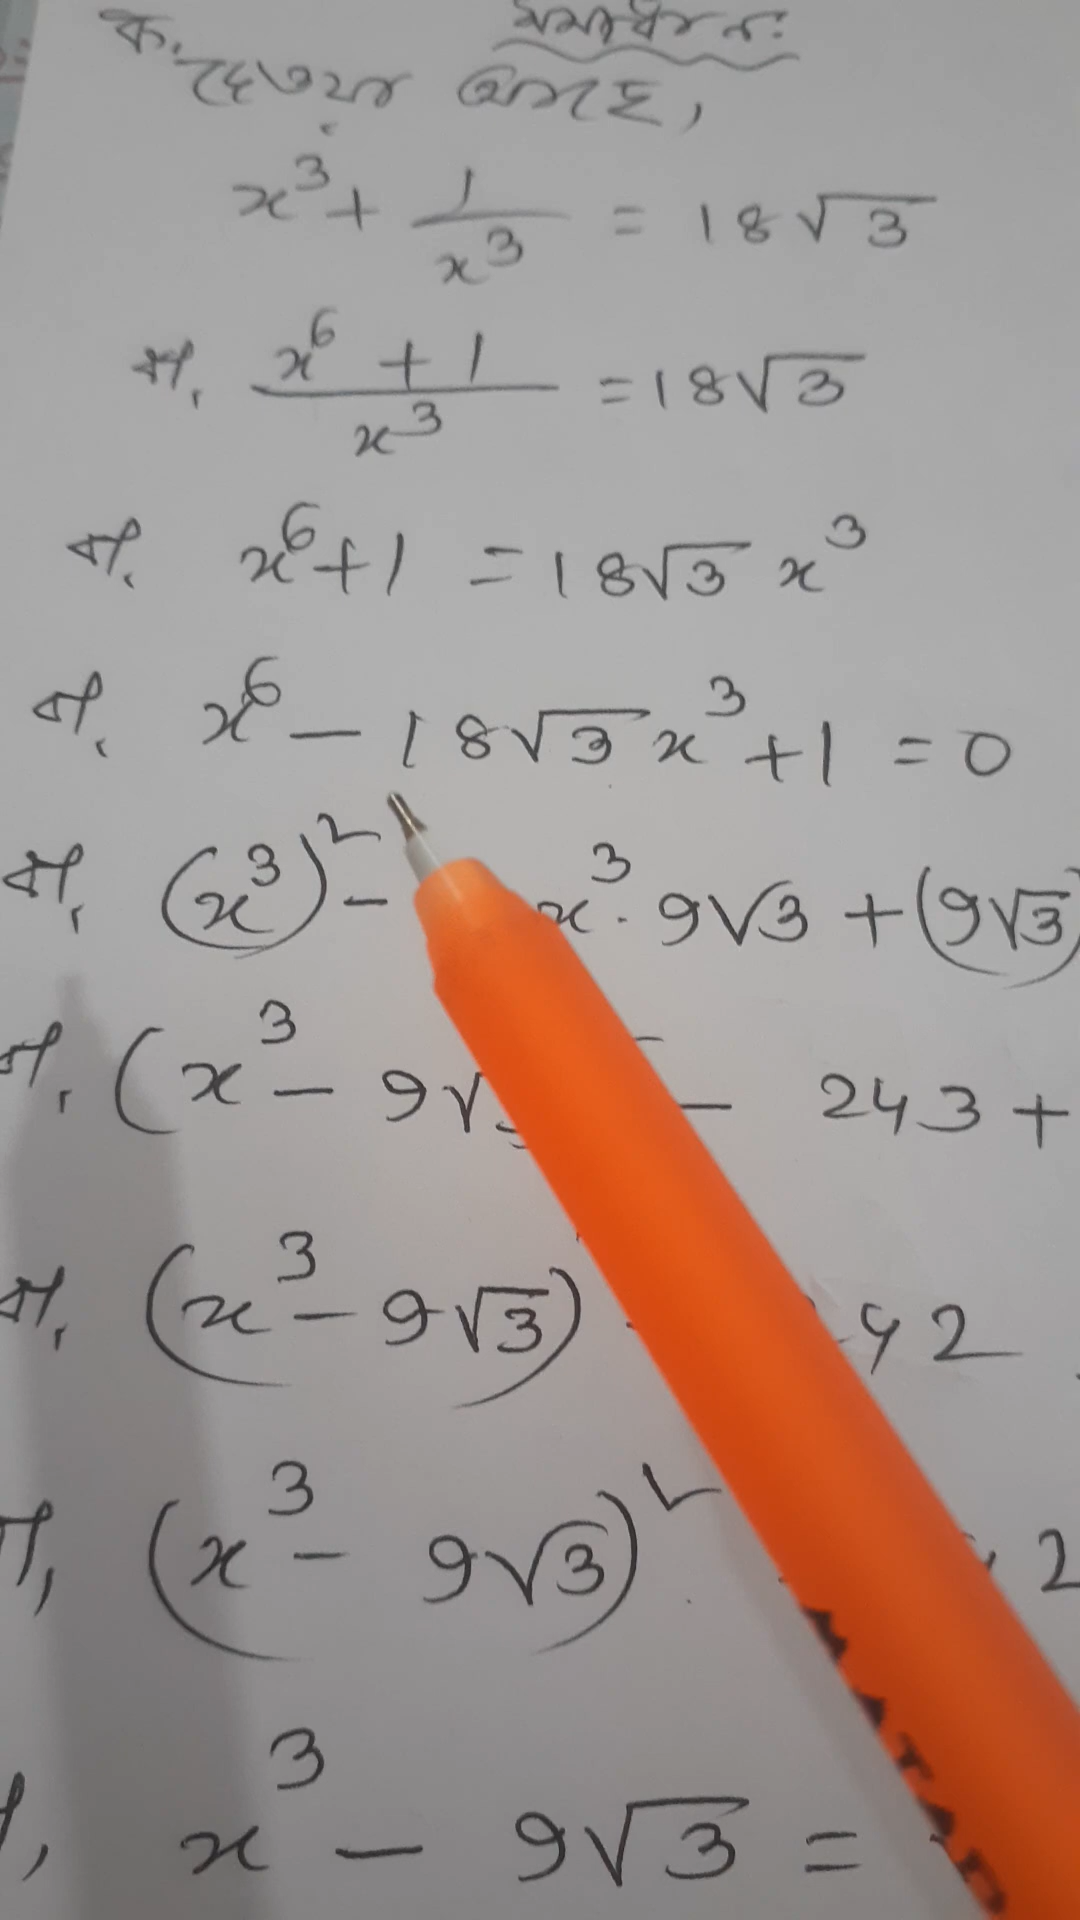 ক. সমাধান:
দেওয়া আছে,
x³ + 1/x³ = 18√3
বা, (x⁶ + 1)/x³ = 18√3
বা, x⁶ + 1 = 18√3 x³
বা, x⁶ - 18√3 x³ + 1 = 0
বা, (x³)² - x³ · 9√3 + (9√3)
বা, (x³ - 9√ - 243 +
বা, (x³ - 9√3) 42
বা, (x³ - 9√3)² 2
বা, x³ - 9√3 =
MATADO